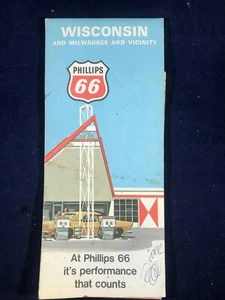 WISCONSIN
AND MILWAUKEE AND VICINITY
PHILLIPS
66
At Phillips 66
it's performance
that counts